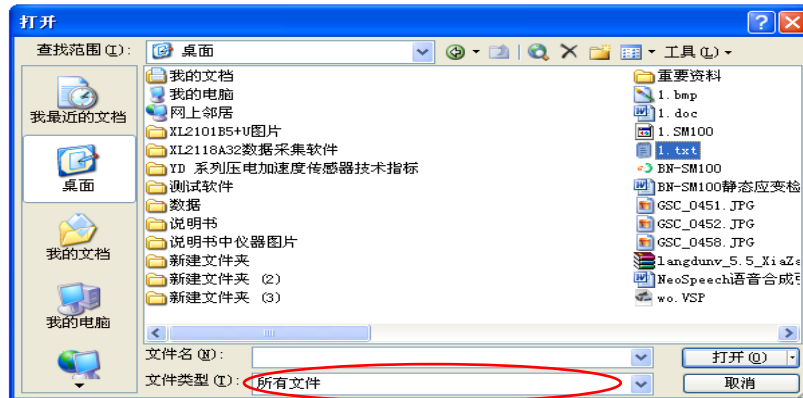 打开
查找范围(I): 桌面 工具(L)
我最近的文档
桌面
我的文档
我的电脑
我的文档
我的电脑
网上邻居
XL2101B5+U图片
XL2118A32数据采集软件
YD 系列压电加速度传感器技术指标
测试软件
数据
说明书
说明书中仪器图片
新建文件夹
新建文件夹 (2)
新建文件夹 (3)
重要资料
1.bmp
1.doc
1.SM100
1.txt
BN-SM100
BN-SM100静态应变检
GSC_0451.JPG
GSC_0452.JPG
GSC_0458.JPG
langdunv_5.5_XiaZa
NeoSpeech语音合成
wo.VSP
文件名(N): 打开(O)
文件类型(T): 所有文件 取消